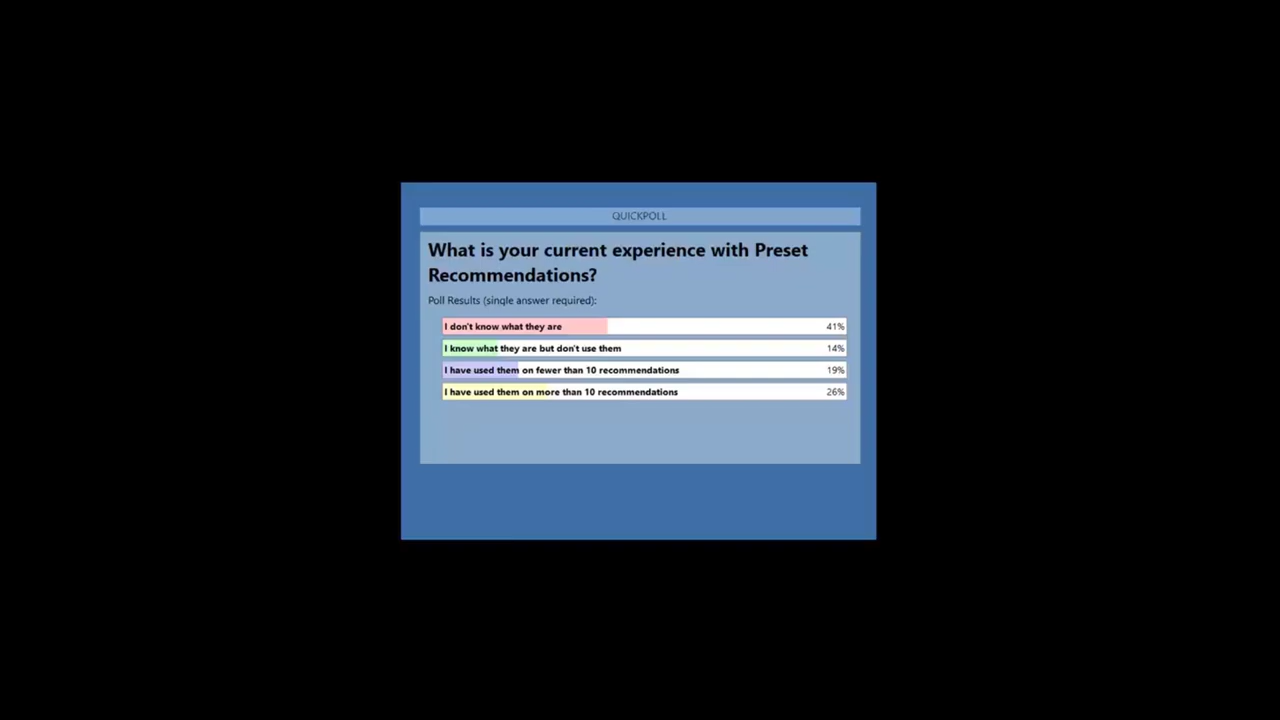 QUICKPOLL
What is your current experience with Preset
Recommendations?
Poll Results (single answer required):
I don't know what they are 41%
I know what they are but don't use them 14%
I have used them on fewer than 10 recommendations 19%
I have used them on more than 10 recommendations 26%